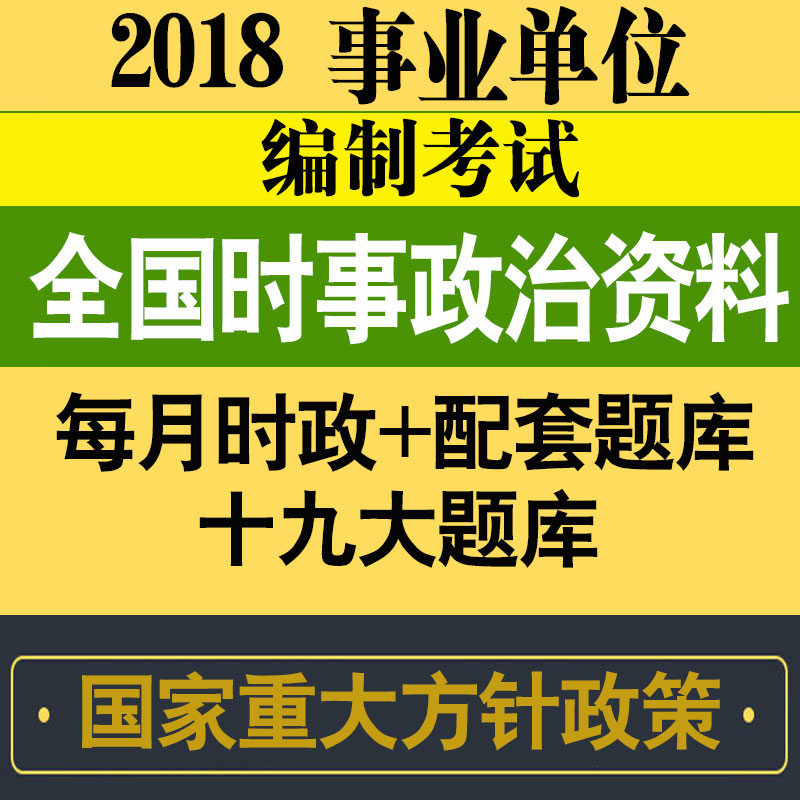 2018 事业单位
编制考试
全国时事政治资料
每月时政+配套题库
十九大题库
国家重大方针政策